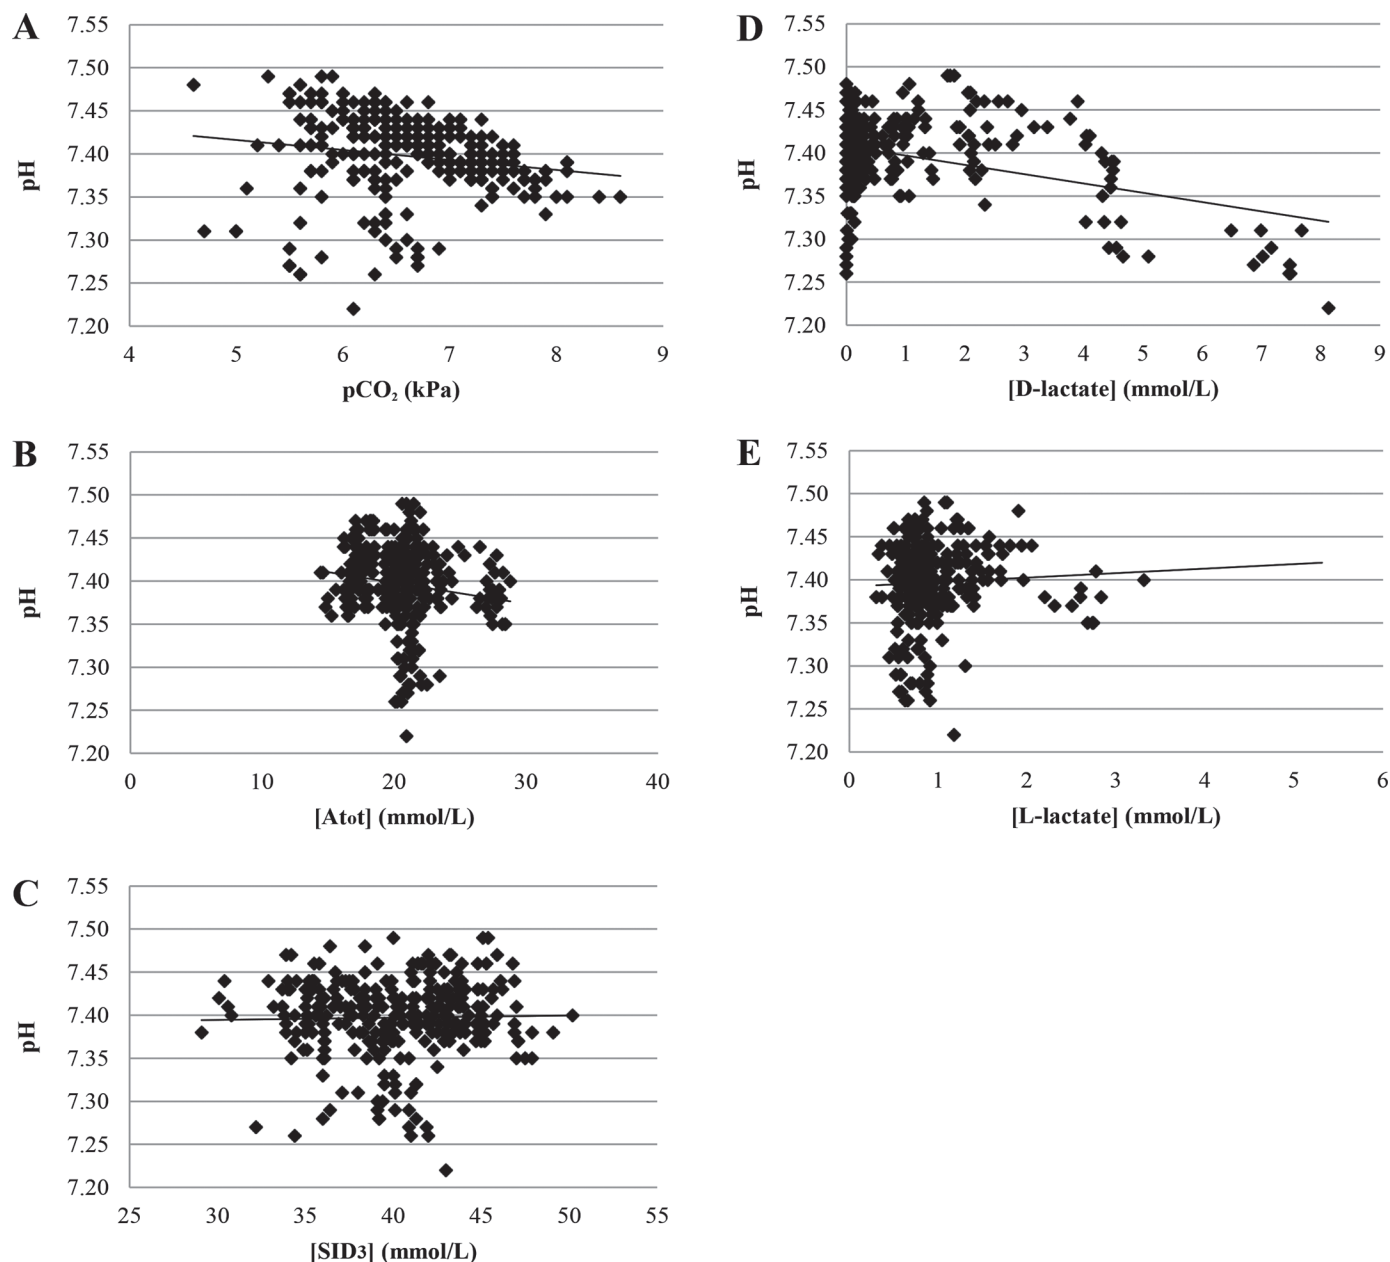 A
pH
7.55
7.50
7.45
7.40
7.35
7.30
7.25
7.20
4 5 6 7 8 9
pCO₂ (kPa)
B
pH
7.55
7.50
7.45
7.40
7.35
7.30
7.25
7.20
0 10 20 30 40
[Atot] (mmol/L)
C
pH
7.55
7.50
7.45
7.40
7.35
7.30
7.25
7.20
25 30 35 40 45 50 55
[SID3] (mmol/L)
D
pH
7.55
7.50
7.45
7.40
7.35
7.30
7.25
7.20
0 1 2 3 4 5 6 7 8 9
[D-lactate] (mmol/L)
E
pH
7.55
7.50
7.45
7.40
7.35
7.30
7.25
7.20
0 1 2 3 4 5 6
[L-lactate] (mmol/L)